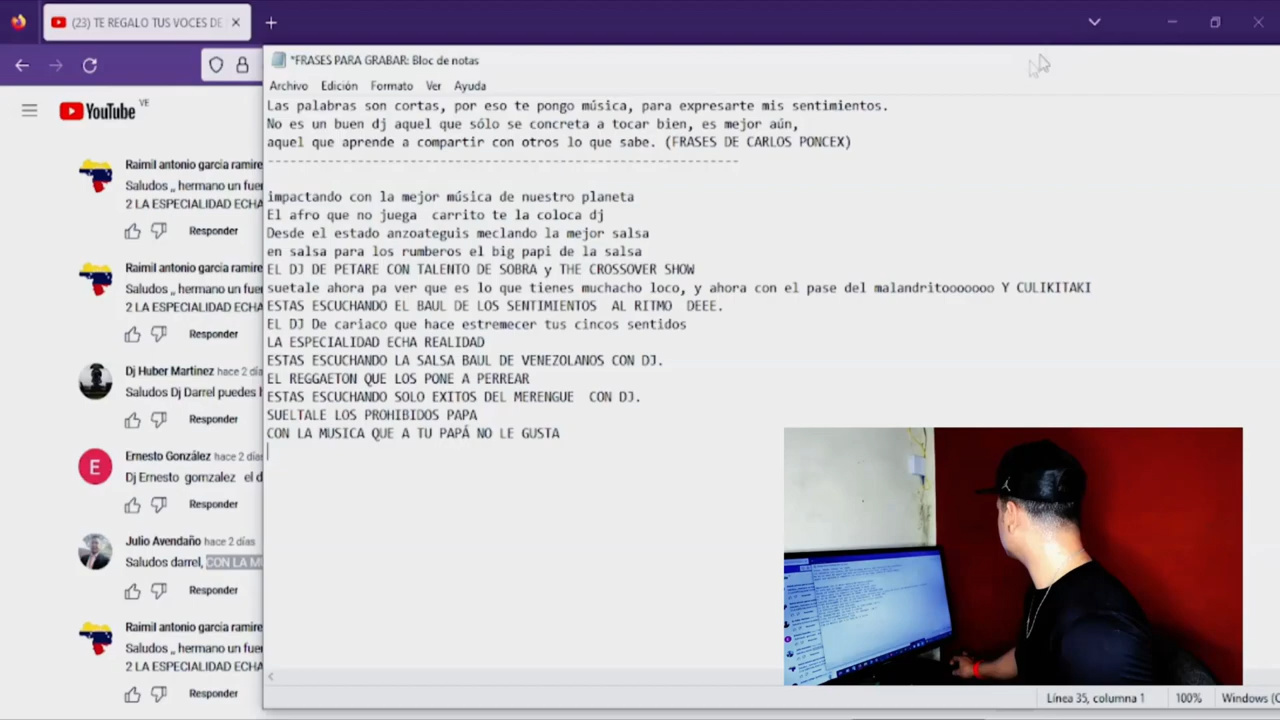 (23) TE REGALO TUS VOCES DE
*FRASES PARA GRABAR: Bloc de notas
Archivo Edición Formato Ver Ayuda
YouTube VE
Las palabras son cortas, por eso te pongo música, para expresarte mis sentimientos.
No es un buen dj aquel que sólo se concreta a tocar bien, es mejor aún,
aquel que aprende a compartir con otros lo que sabe. (FRASES DE CARLOS PONCEX)
---------------------------------------------------------------
impactando con la mejor música de nuestro planeta
El afro que no juega  carrito te la coloca dj
Desde el estado anzoateguis meclando la mejor salsa
en salsa para los rumberos el big papi de la salsa
EL DJ DE PETARE CON TALENTO DE SOBRA y THE CROSSOVER SHOW
suetale ahora pa ver que es lo que tienes muchacho loco, y ahora con el pase del malandritooooooo Y CULIKITAKI
ESTAS ESCUCHANDO EL BAUL DE LOS SENTIMIENTOS  AL RITMO  DEEE.
EL DJ De cariaco que hace estremecer tus cincos sentidos
LA ESPECIALIDAD ECHA REALIDAD
ESTAS ESCUCHANDO LA SALSA BAUL DE VENEZOLANOS CON DJ.
EL REGGAETON QUE LOS PONE A PERREAR
ESTAS ESCUCHANDO SOLO EXITOS DEL MERENGUE  CON DJ.
SUELTALE LOS PROHIBIDOS PAPA
CON LA MUSICA QUE A TU PAPÁ NO LE GUSTA
Raimil antonio garcia ramire
Saludos ,, hermano un fuer
2 LA ESPECIALIDAD ECHA
Responder
Raimil antonio garcia ramire
Saludos ,, hermano un fuer
2 LA ESPECIALIDAD ECHA
Responder
Dj Huber Martinez hace 2 días
Saludos Dj Darrel puedes h
Responder
E
Ernesto González hace 2 días
Dj Ernesto gornzalez el d
Responder
Julio Avendaño hace 2 días
Saludos darrel, CON LA M
Responder
Raimil antonio garcia ramire
Saludos ,, hermano un fuer
2 LA ESPECIALIDAD ECHA
Responder
Línea 35, columna 1 100% Windows (C